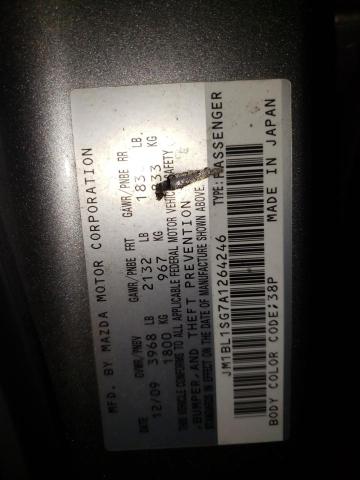 MFD. BY MAZDA MOTOR CORPORATION
DATE GVWR/PNBV GAWR/PNBE FRT GAWR/PNBE RR
12/09 3968 LB 2132 LB 183 LB.
1800 KG 967 KG 833 KG
THIS VEHICLE CONFORMS TO ALL APPLICABLE FEDERAL MOTOR VEHICLE SAFETY
,BUMPER,AND THEFT PREVENTION
STANDARDS IN EFFECT ON THE DATE OF MANUFACTURE SHOWN ABOVE.
JM1BL1SG7A1264246 TYPE:PASSENGER
BODY COLOR CODE;38P MADE IN JAPAN